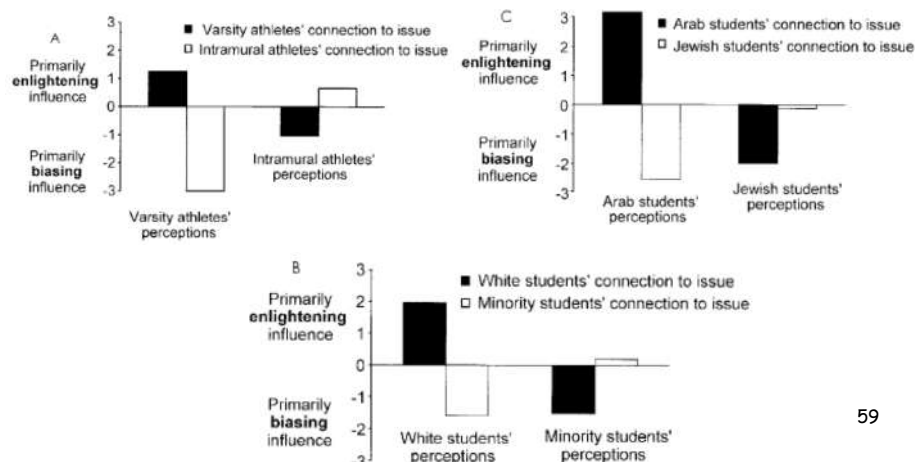 A
3
2
1
0
-1
-2
-3
Primarily
enlightening
influence
Primarily
biasing
influence
Varsity athletes' connection to issue
Intramural athletes' connection to issue
Intramural athletes'
perceptions
Varsity athletes'
perceptions
C
3
2
1
0
-1
-2
-3
Primarily
enlightening
influence
Primarily
biasing
influence
Arab students' connection to issue
Jewish students' connection to issue
Arab students'
perceptions
Jewish students'
perceptions
B
3
2
1
0
-1
-2
-3
Primarily
enlightening
influence
Primarily
biasing
influence
White students' connection to issue
Minority students' connection to issue
White students'
perceptions
Minority students'
perceptions
59